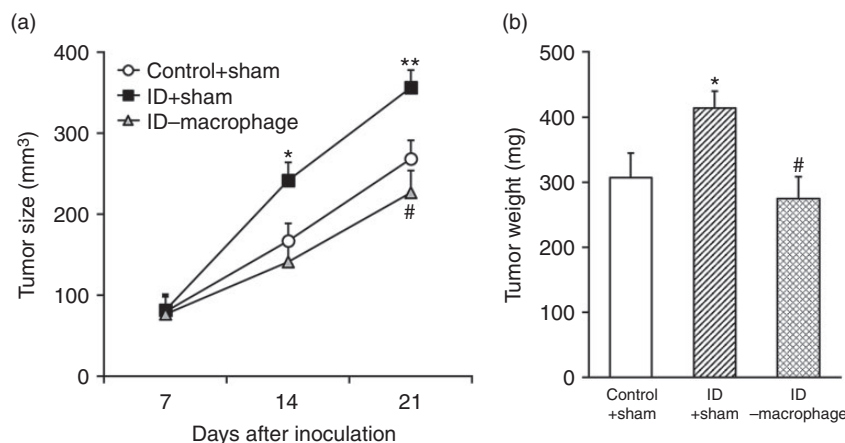 (a)
400
300
200
100
0
Tumor size (mm³)
Control+sham
ID+sham
ID–macrophage
*
**
#
7 14 21
Days after inoculation
(b)
500
400
300
200
100
0
Tumor weight (mg)
*
#
Control
+sham
ID
+sham
ID
–macrophage